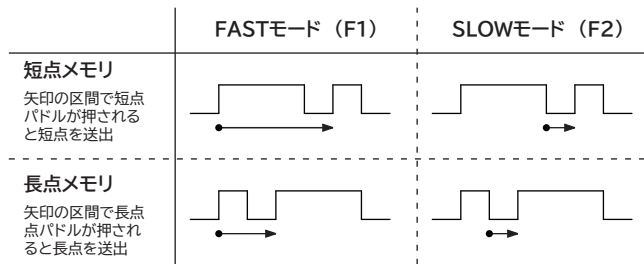 FASTモード（F1）
SLOWモード（F2）
短点メモリ
矢印の区間で短点
パドルが押される
と短点を送出
長点メモリ
矢印の区間で長点
点パドルが押され
ると長点を送出